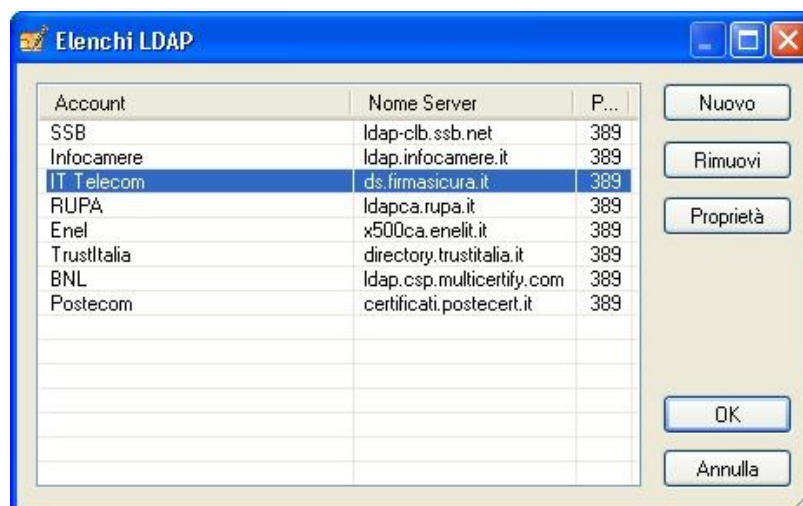 Elenchi LDAP
Account Nome Server P...
SSB ldap-clb.ssb.net 389
Infocamere ldap.infocamere.it 389
IT Telecom ds.firmasicura.it 389
RUPA ldapca.rupa.it 389
Enel x500ca.enelit.it 389
TrustItalia directory.trustitalia.it 389
BNL ldap.csp.multicertify.com 389
Postecom certificati.postecert.it 389
Nuovo
Rimuovi
Proprietà
OK
Annulla